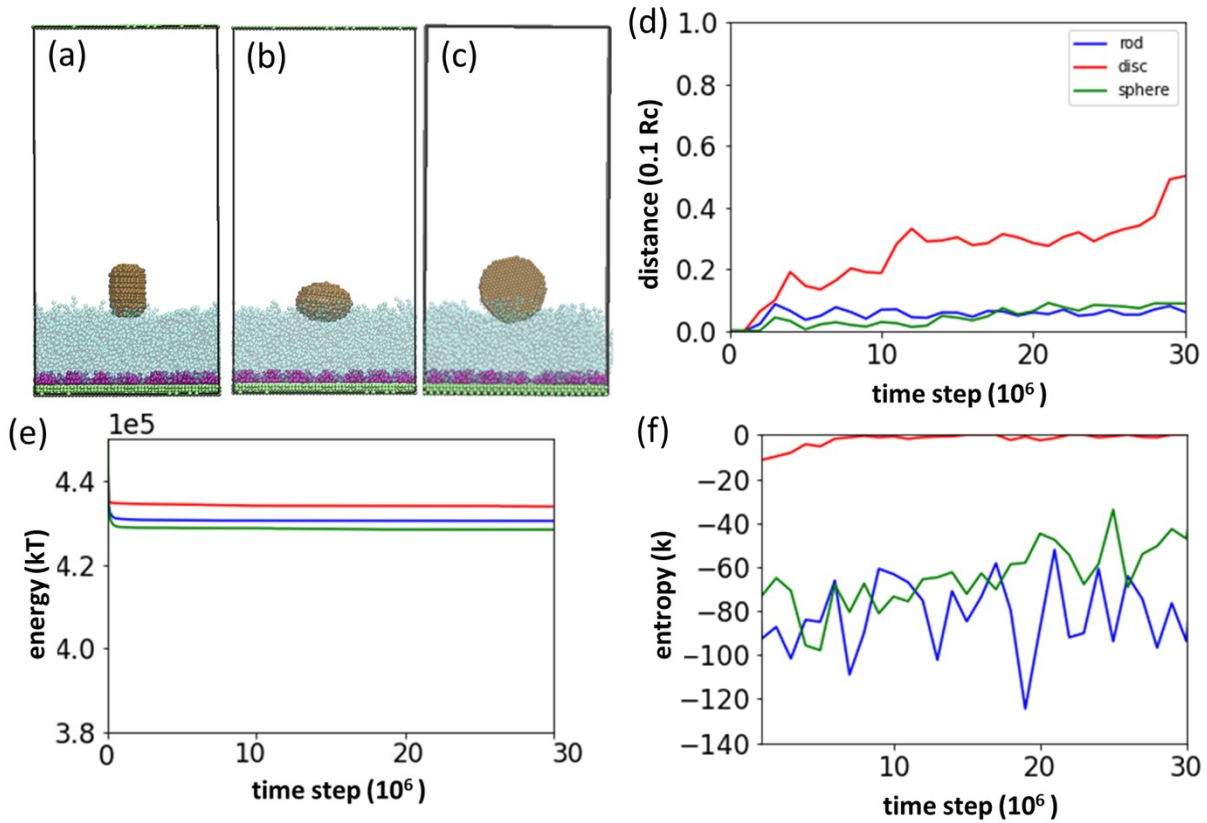 (a)
(b)
(c)
(d)
1.0
0.8
0.6
0.4
0.2
0.0
0
10
20
30
distance (0.1 Rc)
time step (10⁶ )
rod
disc
sphere
(e)
1e5
4.4
4.2
4.0
3.8
0
10
20
30
energy (kT)
time step (10⁶ )
(f)
0
−20
−40
−60
−80
−100
−120
−140
10
20
30
entropy (k)
time step (10⁶ )